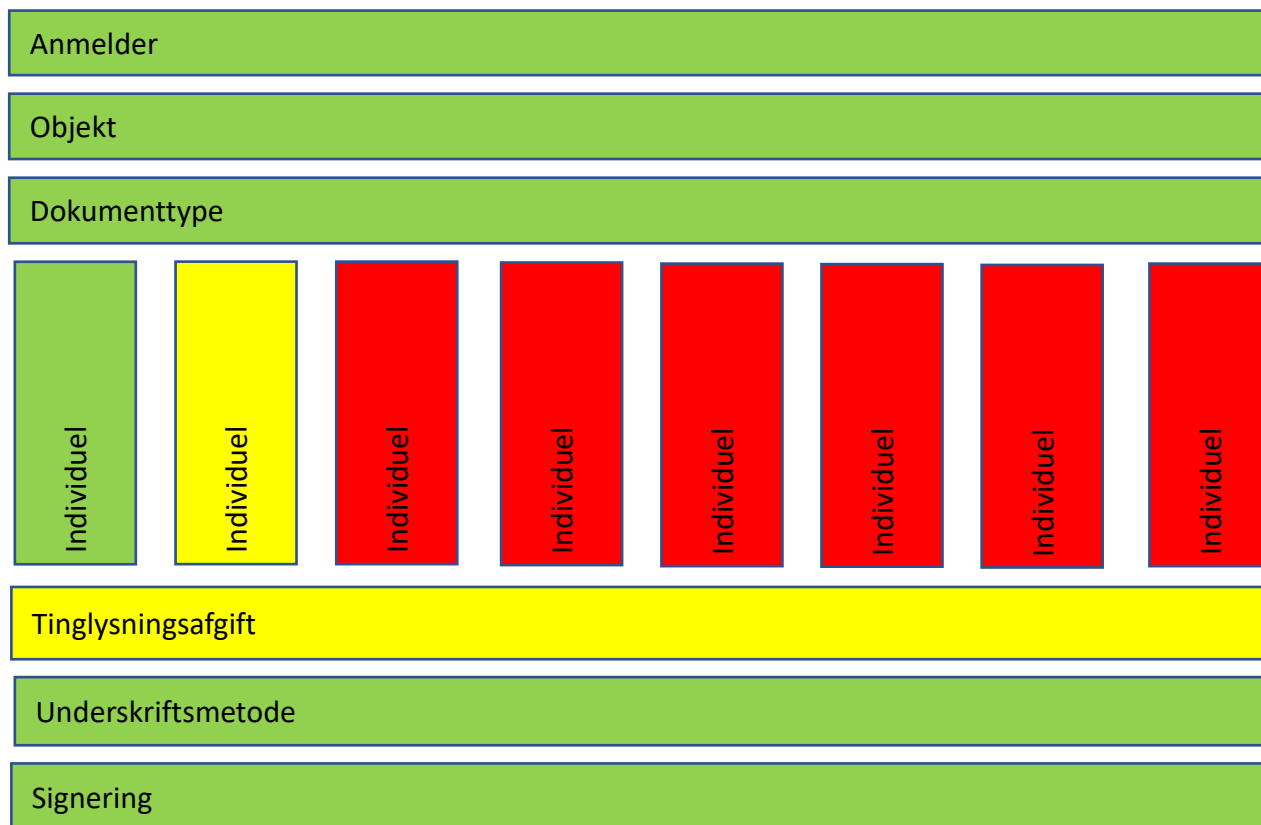 Anmelder
Objekt
Dokumenttype
Individuel
Individuel
Individuel
Individuel
Individuel
Individuel
Individuel
Individuel
Tinglysningsafgift
Underskriftsmetode
Signering